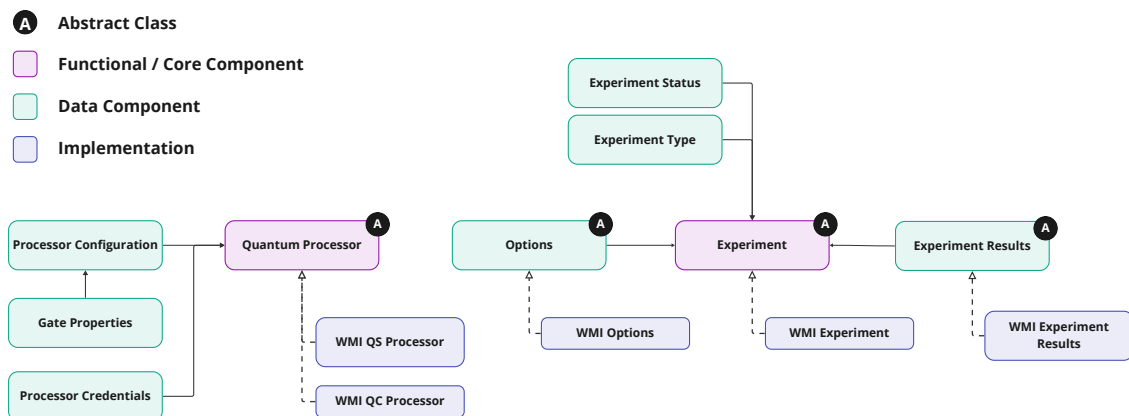 A Abstract Class
Functional / Core Component
Data Component
Implementation
Experiment Status
Experiment Type
Processor Configuration
Quantum Processor
A
Options
A
Experiment
A
Experiment Results
A
Gate Properties
WMI QS Processor
WMI Options
WMI Experiment
WMI Experiment
Results
Processor Credentials
WMI QC Processor